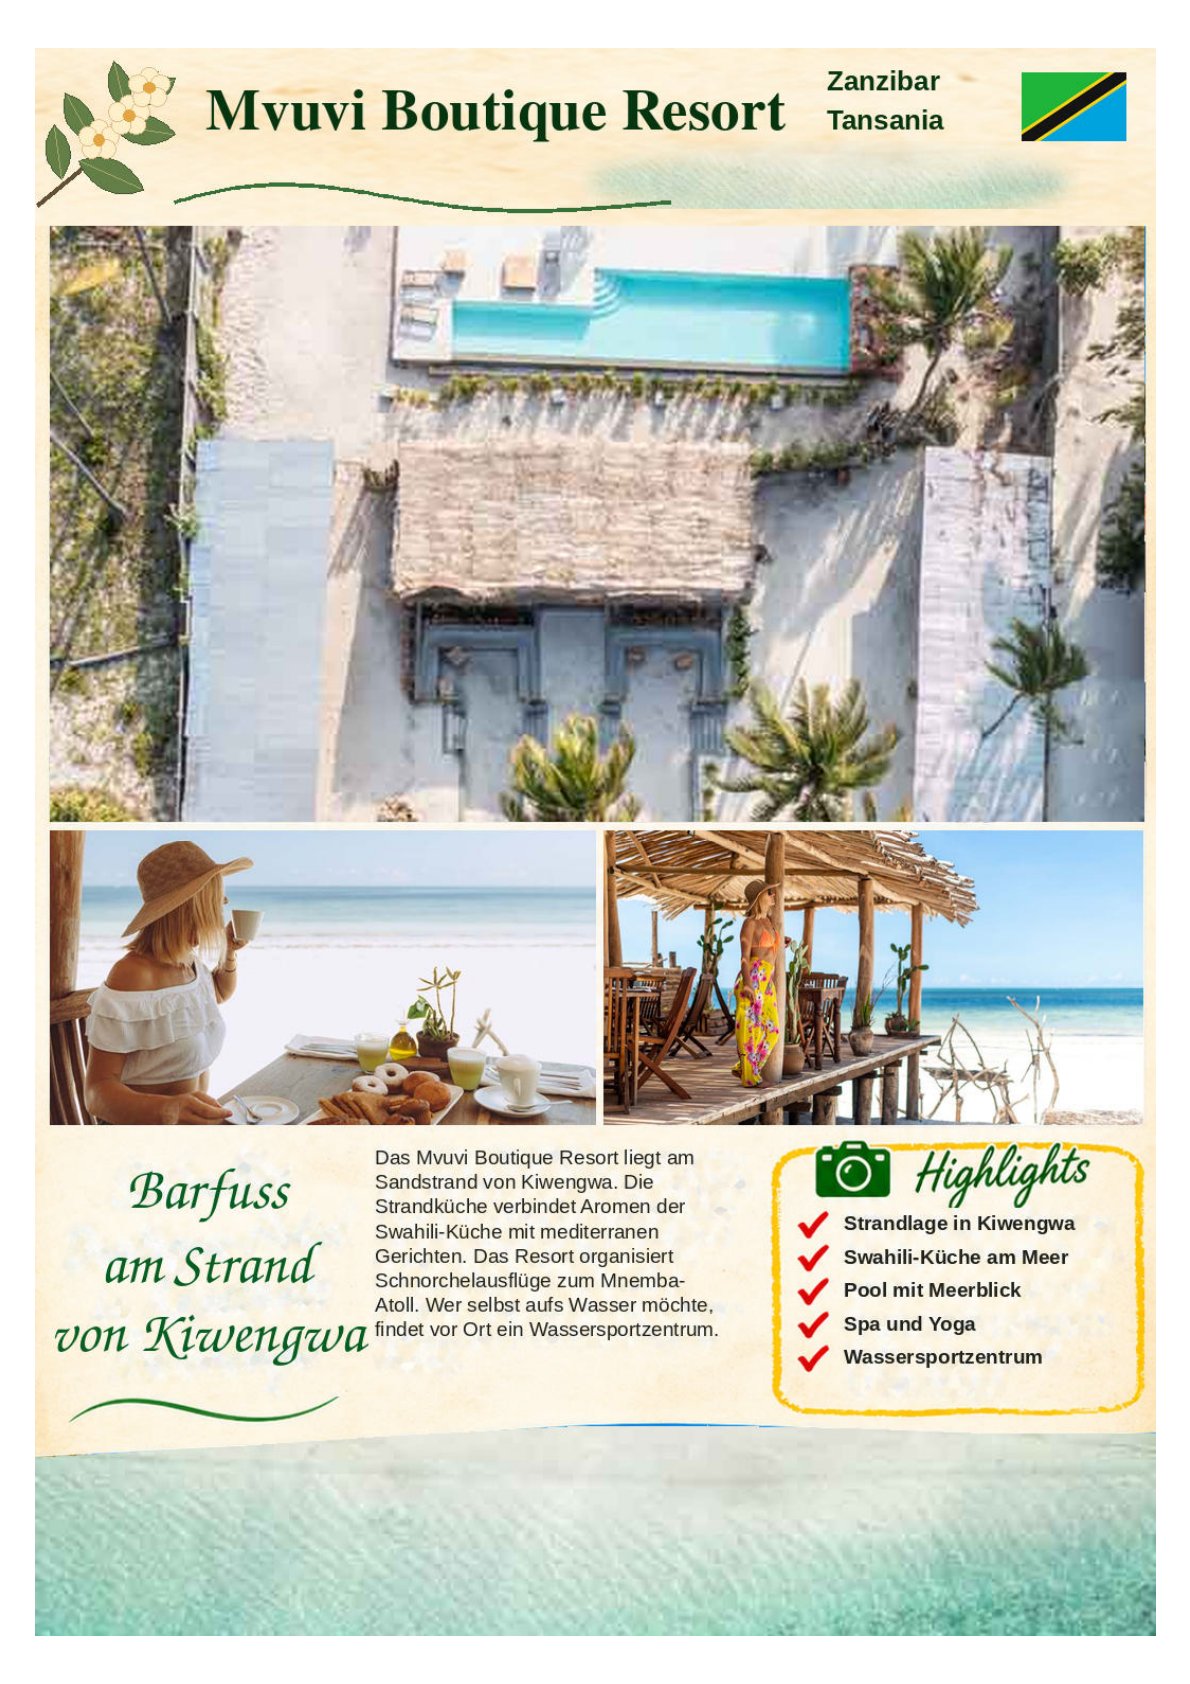 Mvuvi Boutique Resort
Zanzibar
Tansania
Barfuss
am Strand
von Kiwengwa
Das Mvuvi Boutique Resort liegt am
Sandstrand von Kiwengwa. Die
Strandküche verbindet Aromen der
Swahili-Küche mit mediterranen
Gerichten. Das Resort organisiert
Schnorchelausflüge zum Mnemba-
Atoll. Wer selbst aufs Wasser möchte,
findet vor Ort ein Wassersportzentrum.
Highlights
Strandlage in Kiwengwa
Swahili-Küche am Meer
Pool mit Meerblick
Spa und Yoga
Wassersportzentrum